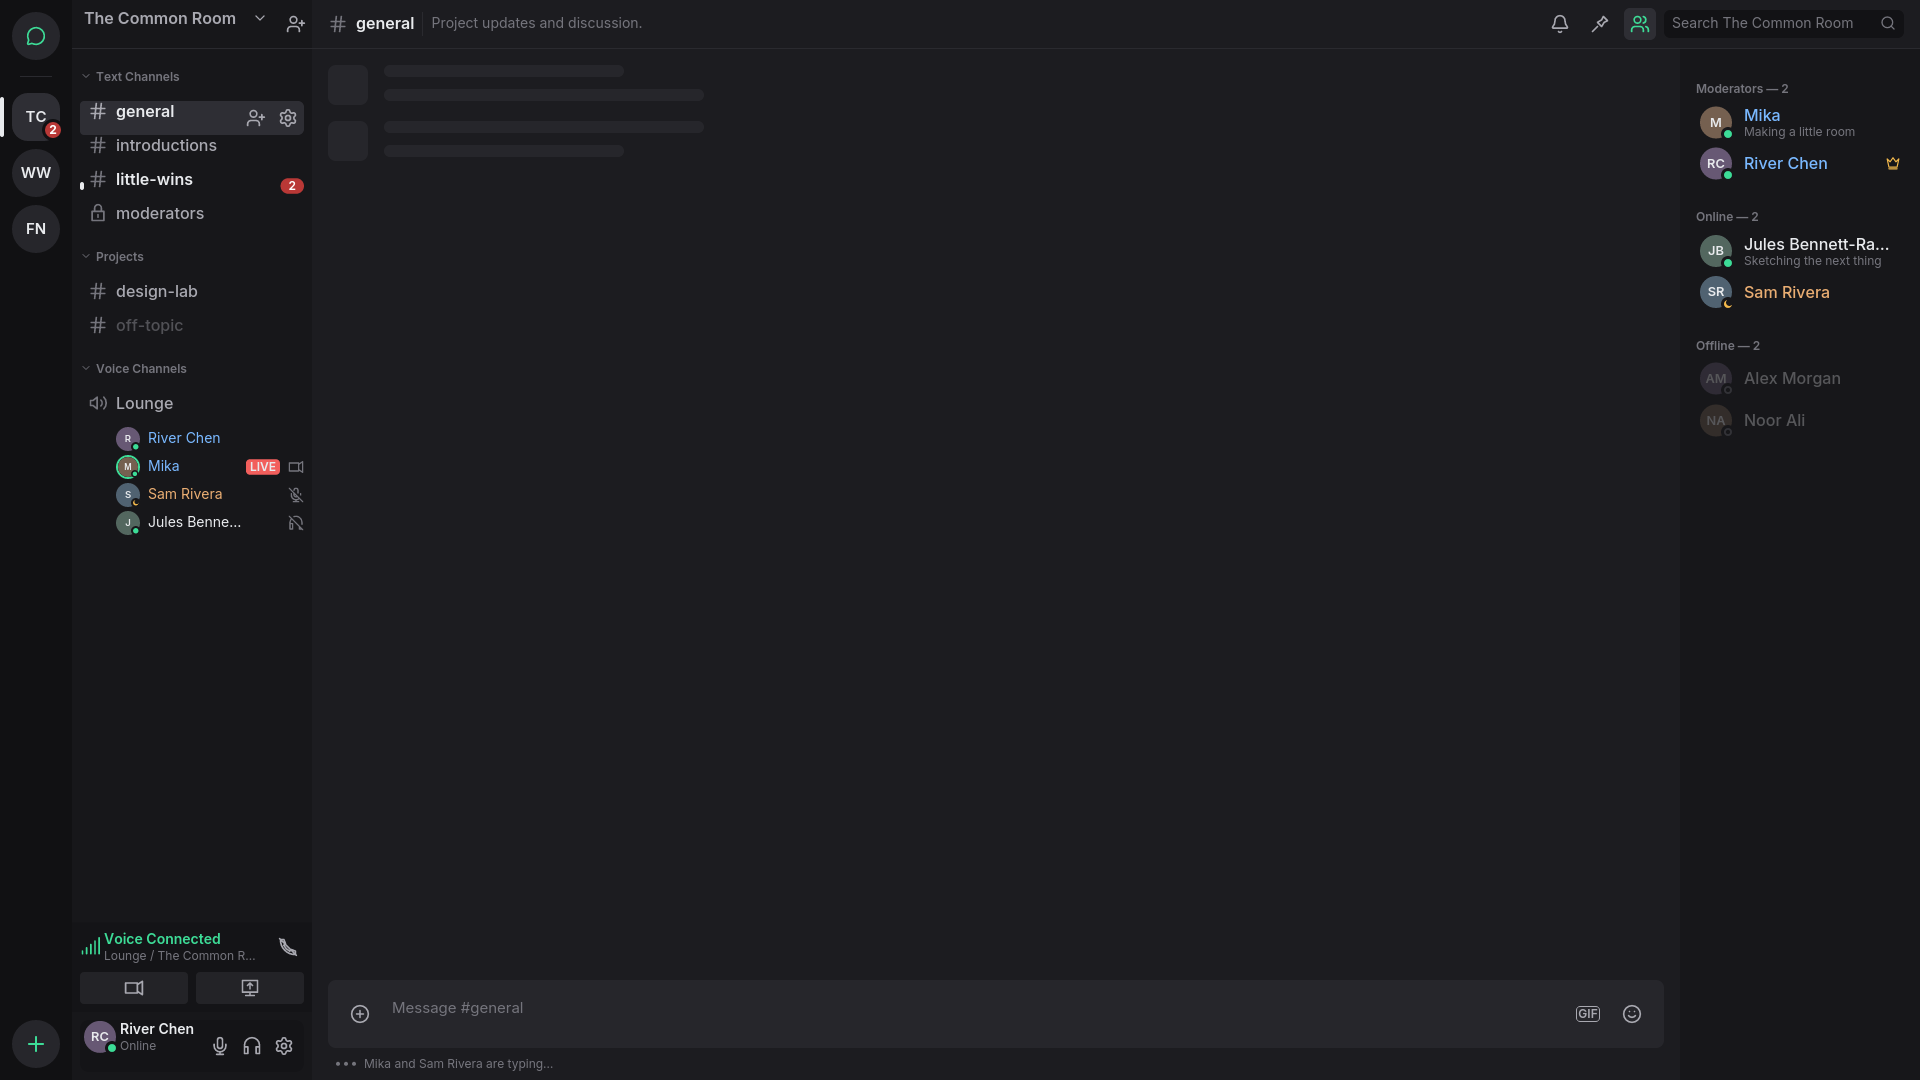 TC
2
WW
FN
The Common Room
Text Channels
general
introductions
little-wins
2
moderators
Projects
design-lab
off-topic
Voice Channels
Lounge
R
River Chen
M
Mika
LIVE
S
Sam Rivera
J
Jules Benne...
Voice Connected
Lounge / The Common R...
RC
River Chen
Online
general
Project updates and discussion.
Search The Common Room
Message #general
GIF
Mika and Sam Rivera are typing...
Moderators — 2
M
Mika
Making a little room
RC
River Chen
Online — 2
JB
Jules Bennett-Ra...
Sketching the next thing
SR
Sam Rivera
Offline — 2
AM
Alex Morgan
NA
Noor Ali